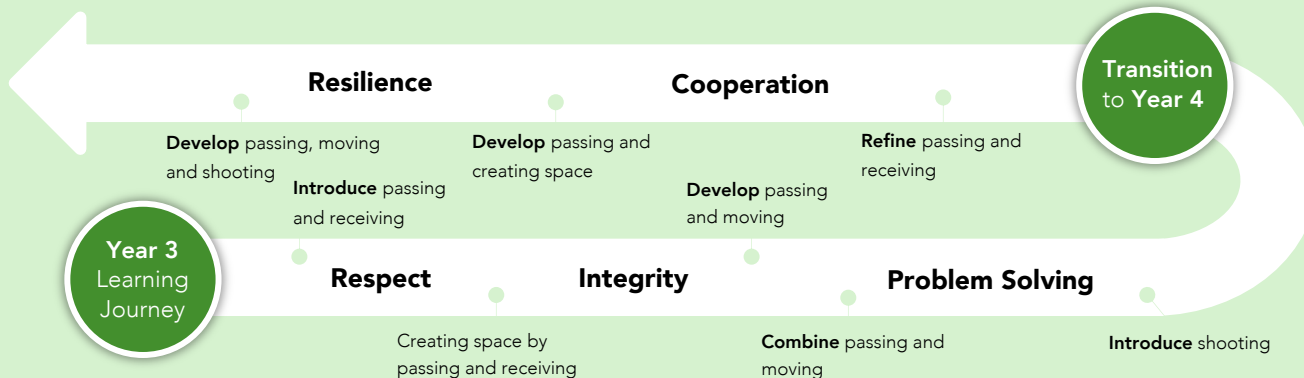 Resilience
Cooperation
Transition
to Year 4
Develop passing, moving
and shooting
Develop passing and
creating space
Refine passing and
receiving
Introduce passing
and receiving
Develop passing
and moving
Year 3
Learning
Journey
Respect
Integrity
Problem Solving
Creating space by
passing and receiving
Combine passing and
moving
Introduce shooting